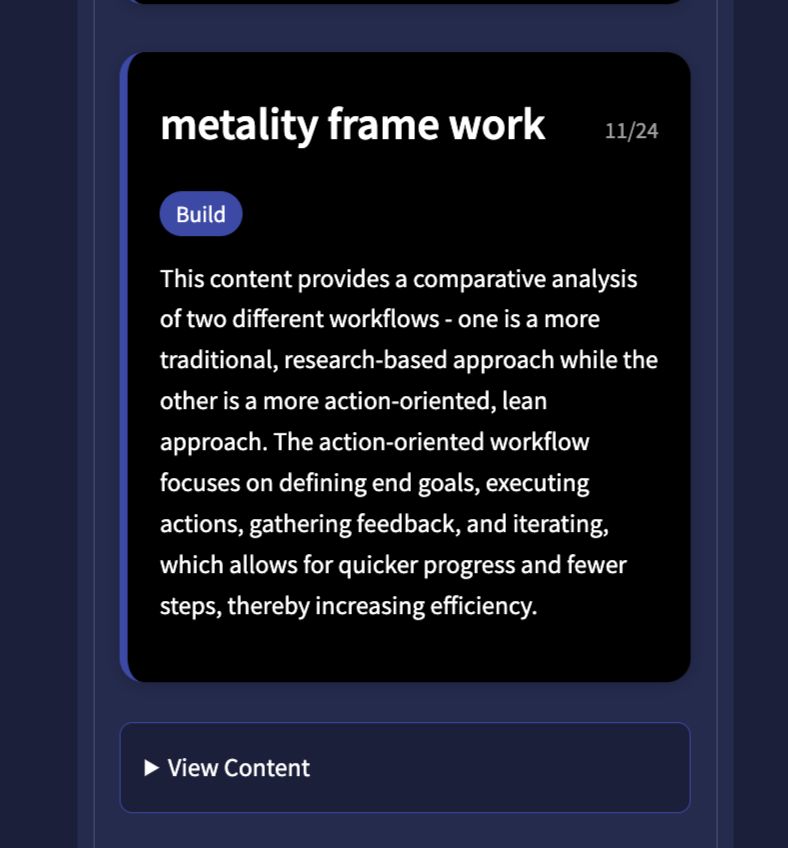 metality frame work
11/24
Build
This content provides a comparative analysis
of two different workflows - one is a more
traditional, research-based approach while the
other is a more action-oriented, lean
approach. The action-oriented workflow
focuses on defining end goals, executing
actions, gathering feedback, and iterating,
which allows for quicker progress and fewer
steps, thereby increasing efficiency.
▶ View Content